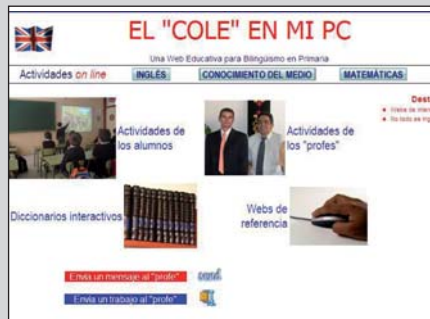 EL "COLE" EN MI PC
Una Web Educativa para Bilingüismo en Primaria
Actividades on line INGLÉS CONOCIMIENTO DEL MEDIO MATEMÁTICAS
Dest
Actividades de
los alumnos
Actividades de
los "profes"
Diccionarios interactivos
Webs de
referencia
Envía un mensaje al "profe" send
Envía un trabajo al "profe"